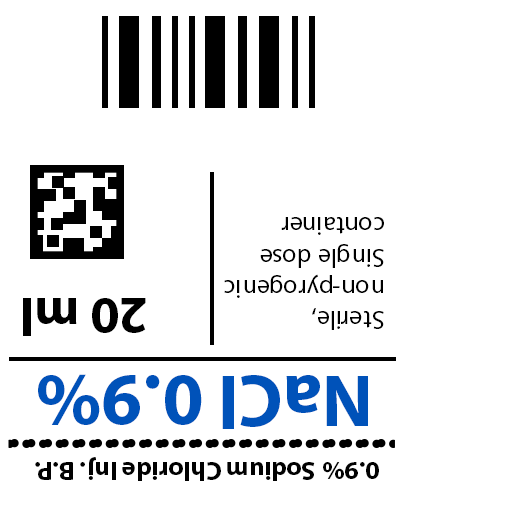 0.9% Sodium Chloride Inj. B.P.
NaCl 0.9%
Sterile,
non-pyrogenic
Single dose
container
20 ml